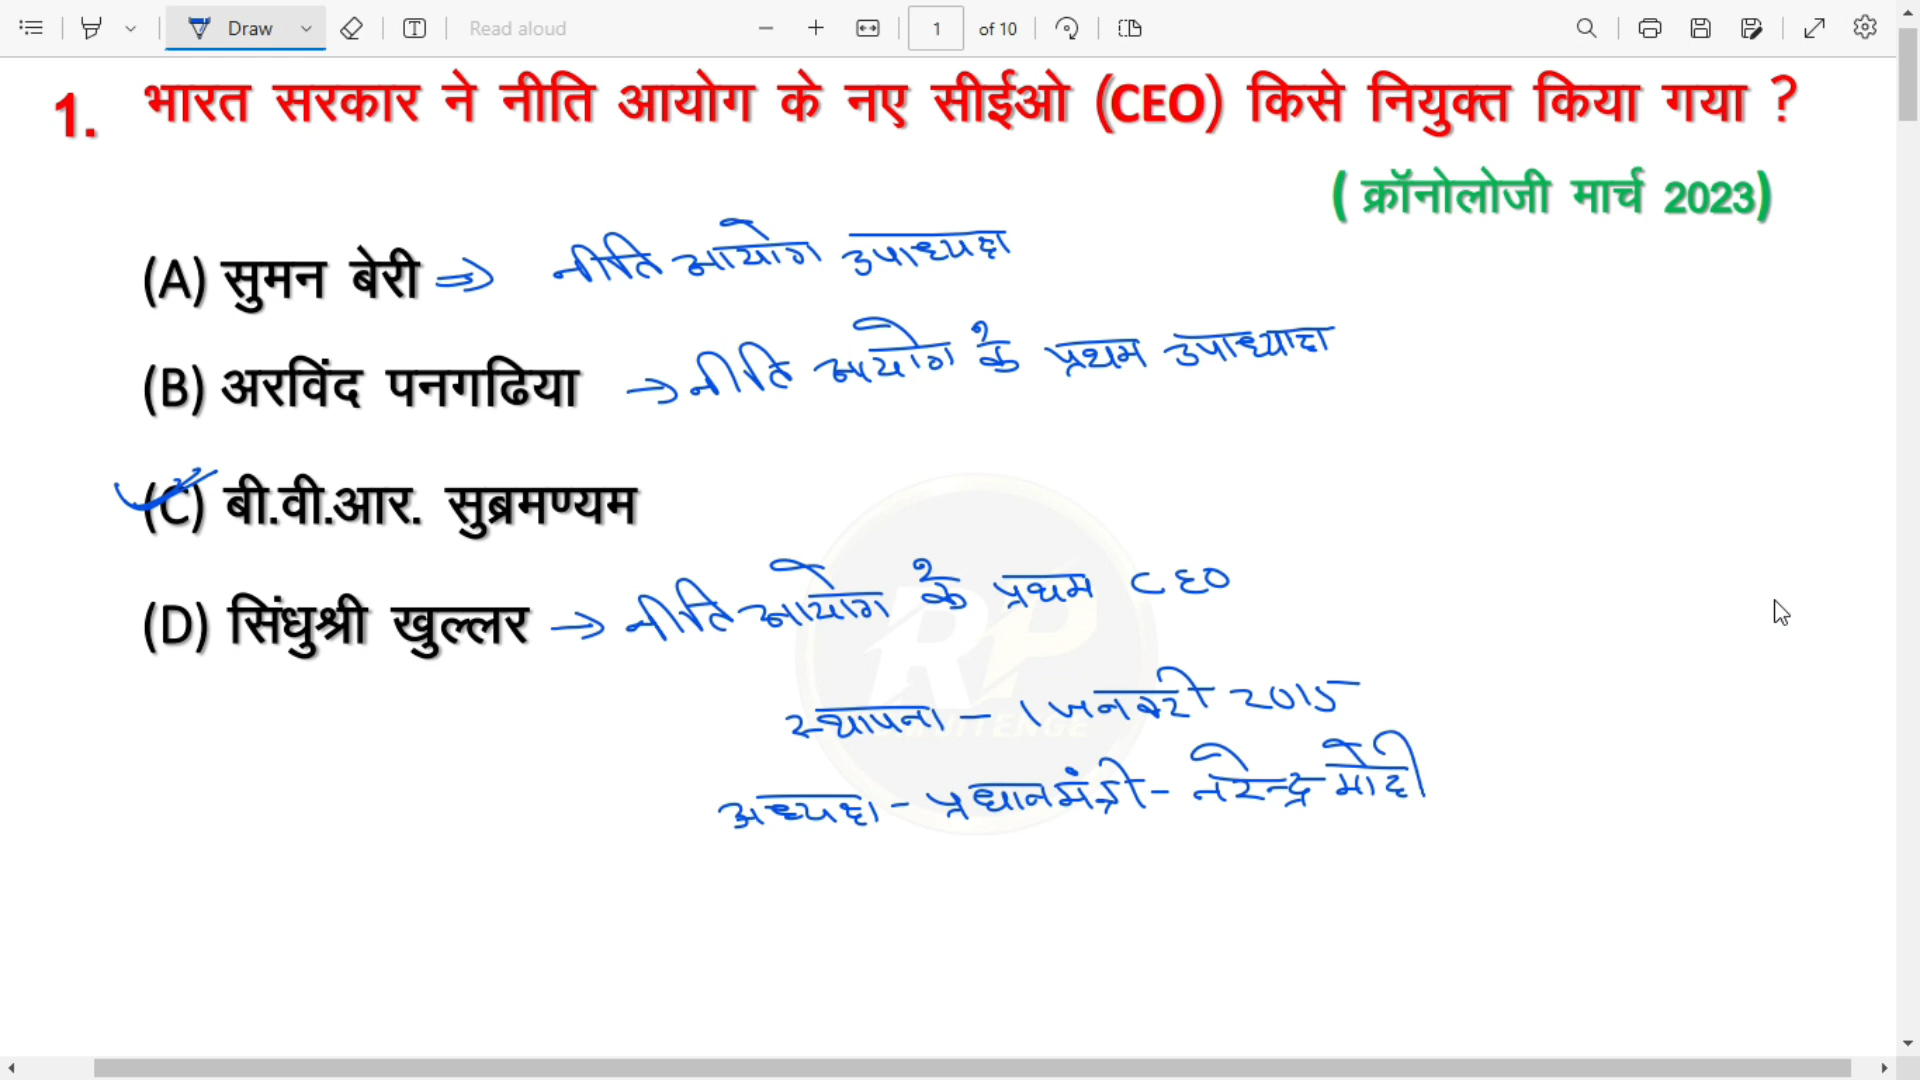 Draw Read aloud 1 of 10
1. भारत सरकार ने नीति आयोग के नए सीईओ (CEO) किसे नियुक्त किया गया ?
( क्रॉनोलोजी मार्च 2023)
(A) सुमन बेरी ⇒ नीति आयोग उपाध्यक्ष
(B) अरविंद पनगढिया → नीति आयोग के प्रथम उपाध्यक्ष
(C) बी.वी.आर. सुब्रमण्यम
(D) सिंधुश्री खुल्लर → नीति आयोग के प्रथम CEO
स्थापना - 1 जनवरी 2015
अध्यक्ष - प्रधानमंत्री - नरेन्द्र मोदी
RP